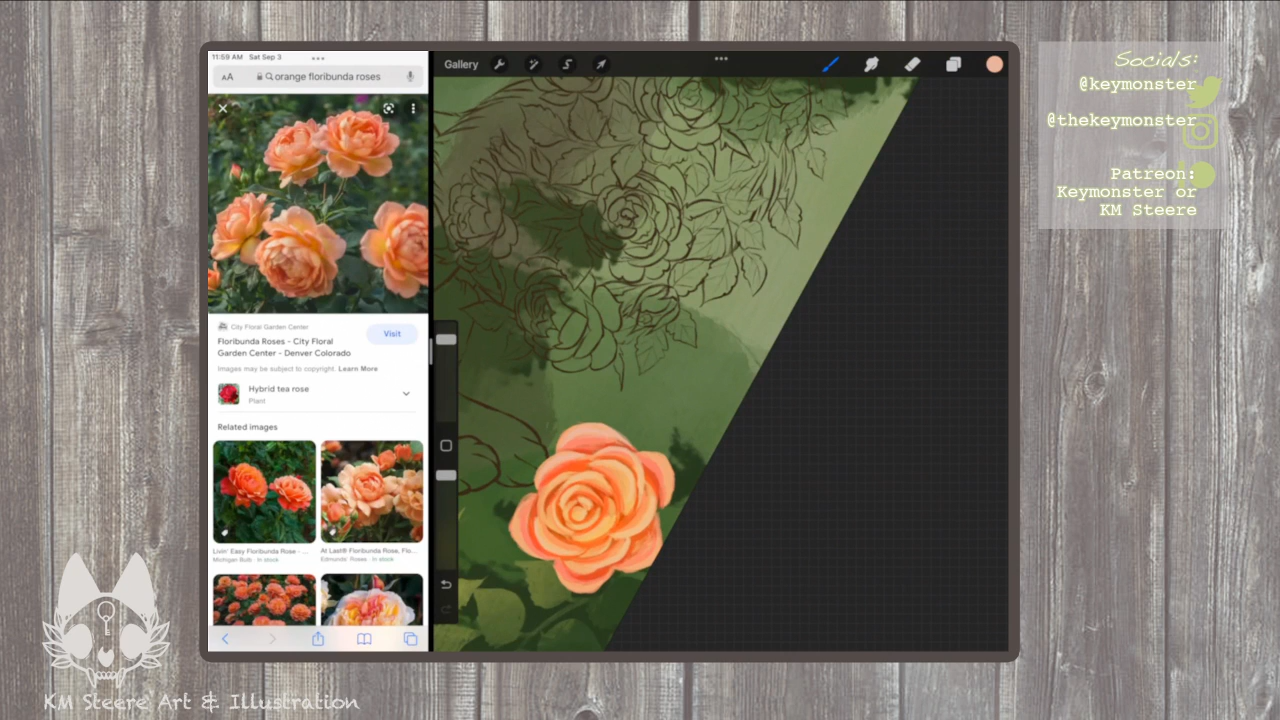 11:59 AM Sat Sep 3
AA orange floribunda roses
City Floral Garden Center
Floribunda Roses - City Floral
Garden Center - Denver Colorado
Visit
Images may be subject to copyright. Learn More
Hybrid tea rose
Plant
Related images
Livin' Easy Floribunda Rose - ...
Michigan Bulb · In stock
At Last® Floribunda Rose, Flo...
Edmunds' Roses · In stock
Gallery
Socials:
@keymonster
@thekeymonster
Patreon:
Keymonster or
KM Steere
KM Steere Art & Illustration